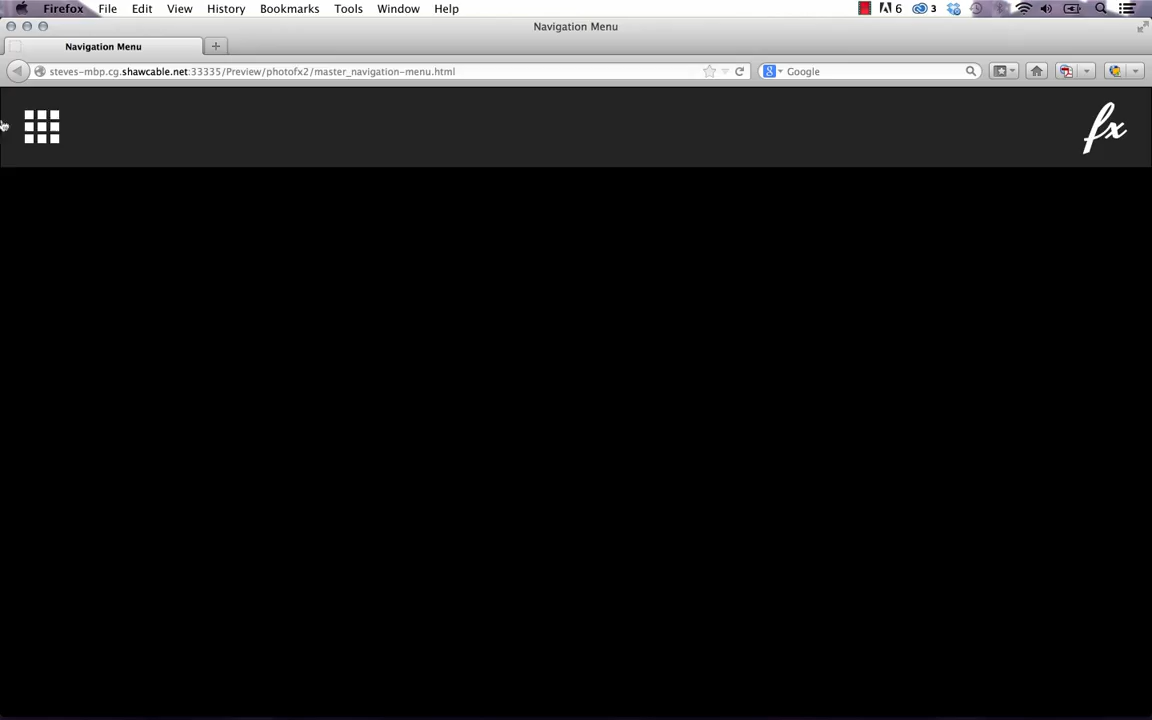 Firefox File Edit View History Bookmarks Tools Window Help 6 3
Navigation Menu
Navigation Menu
steves-mbp.cg.shawcable.net:33335/Preview/photofx2/master_navigation-menu.html Google
fx